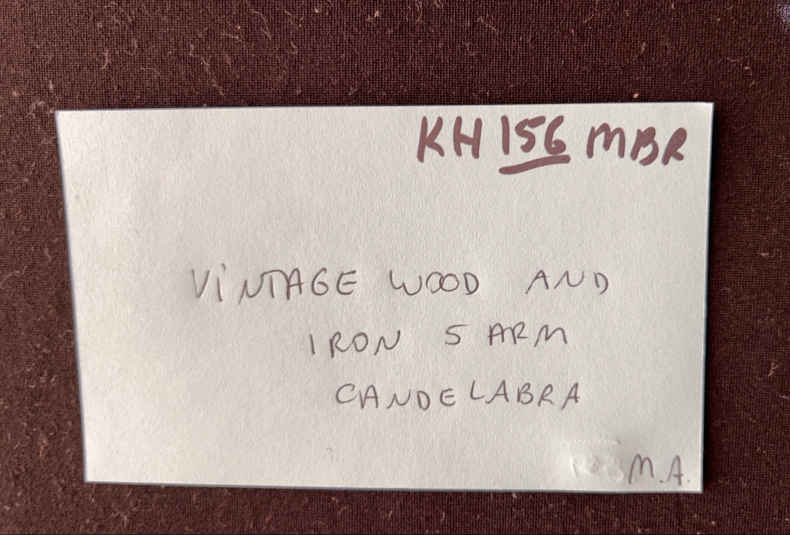 KH 156 MBR
ViNTAGE WOOD AND
IRON 5 ARM
CANDELABRA
M.A.